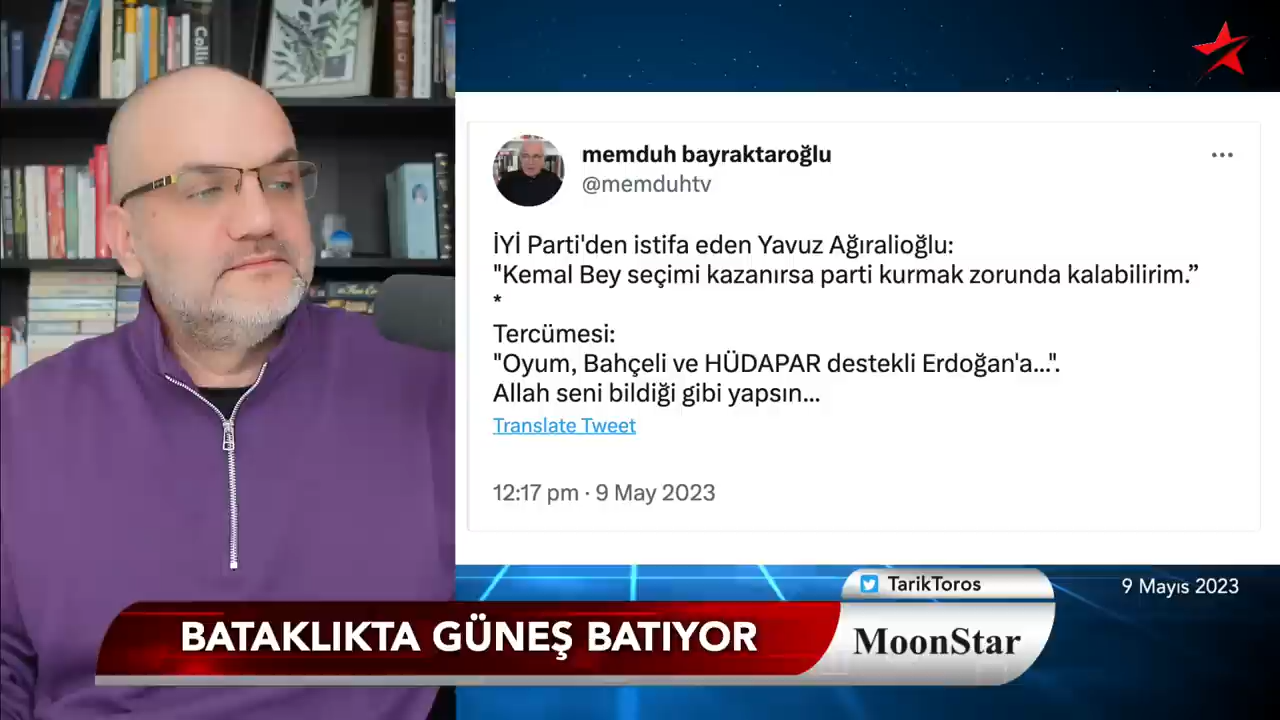 Collins
memduh bayraktaroğlu
@memduhtv
İYİ Parti'den istifa eden Yavuz Ağıralioğlu:
"Kemal Bey seçimi kazanırsa parti kurmak zorunda kalabilirim.”
*
Tercümesi:
"Oyum, Bahçeli ve HÜDAPAR destekli Erdoğan'a...".
Allah seni bildiği gibi yapsın...
Translate Tweet
12:17 pm · 9 May 2023
TarikToros
9 Mayıs 2023
BATAKLIKTA GÜNEŞ BATIYOR
MoonStar